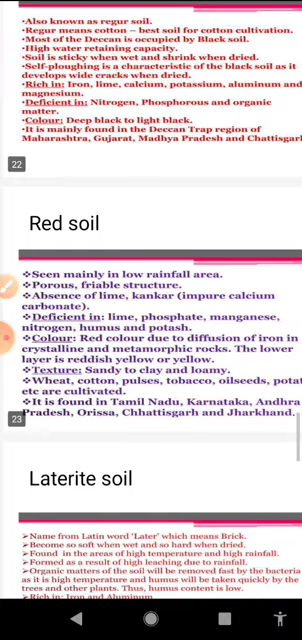 •Also known as regur soil.
•Regur means cotton – best soil for cotton cultivation.
•Most of the Deccan is occupied by Black soil.
•High water retaining capacity.
•Soil is sticky when wet and shrink when dried.
•Self-ploughing is a characteristic of the black soil as it
develops wide cracks when dried.
•Rich in: Iron, lime, calcium, potassium, aluminum and
magnesium.
•Deficient in: Nitrogen, Phosphorous and organic
matter.
•Colour: Deep black to light black.
•It is mainly found in the Deccan Trap region of
Maharashtra, Gujarat, Madhya Pradesh and Chattisgarh
22
Red soil
❖Seen mainly in low rainfall area.
❖Porous, friable structure.
❖Absence of lime, kankar (impure calcium
carbonate).
❖Deficient in: lime, phosphate, manganese,
nitrogen, humus and potash.
❖Colour: Red colour due to diffusion of iron in
crystalline and metamorphic rocks. The lower
layer is reddish yellow or yellow.
❖Texture: Sandy to clay and loamy.
❖Wheat, cotton, pulses, tobacco, oilseeds, potat
etc are cultivated.
❖It is found in Tamil Nadu, Karnataka, Andhra
Pradesh, Orissa, Chhattisgarh and Jharkhand.
23
Laterite soil
➢Name from Latin word 'Later' which means Brick.
➢Become so soft when wet and so hard when dried.
➢Found in the areas of high temperature and high rainfall.
➢Formed as a result of high leaching due to rainfall.
➢Organic matters of the soil will be removed fast by the bacteria
as it is high temperature and humus will be taken quickly by the
trees and other plants. Thus, humus content is low.
➢Rich in: Iron and Aluminum